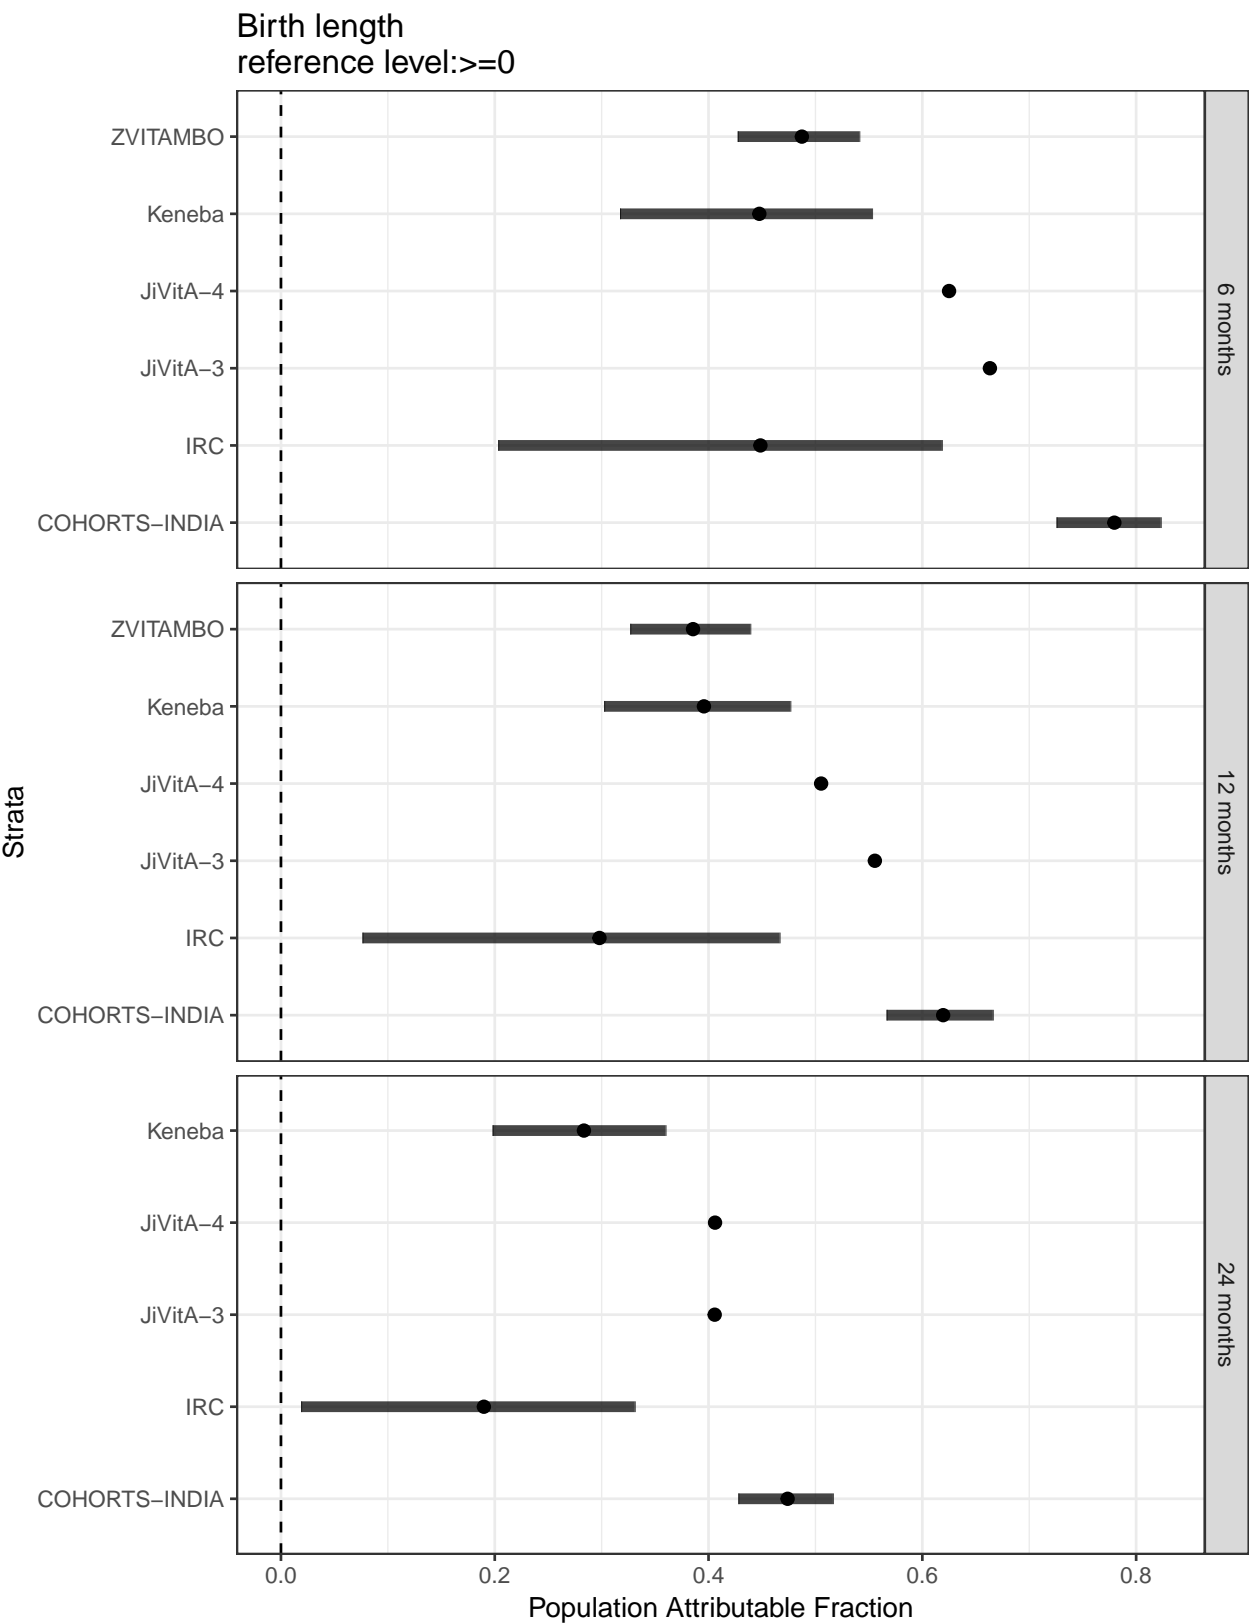 Birth length
reference level:>=0
ZVITAMBO
Keneba
JiVitA−4
JiVitA−3
IRC
COHORTS−INDIA
6 months
ZVITAMBO
Keneba
JiVitA−4
JiVitA−3
IRC
COHORTS−INDIA
12 months
Strata
Keneba
JiVitA−4
JiVitA−3
IRC
COHORTS−INDIA
24 months
0.0 0.2 0.4 0.6 0.8
Population Attributable Fraction